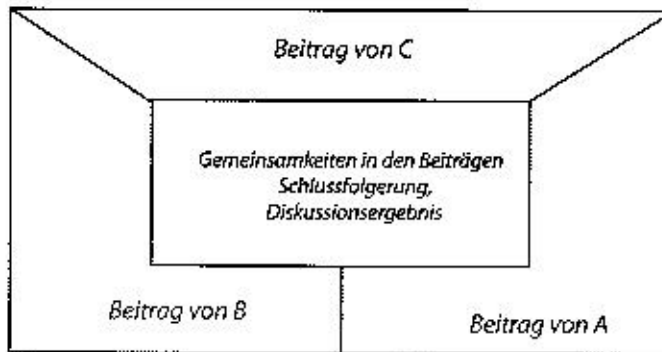 Beitrag von C
Gemeinsamkeiten in den Beiträgen
Schlussfolgerung,
Diskussionsergebnis
Beitrag von B
Beitrag von A